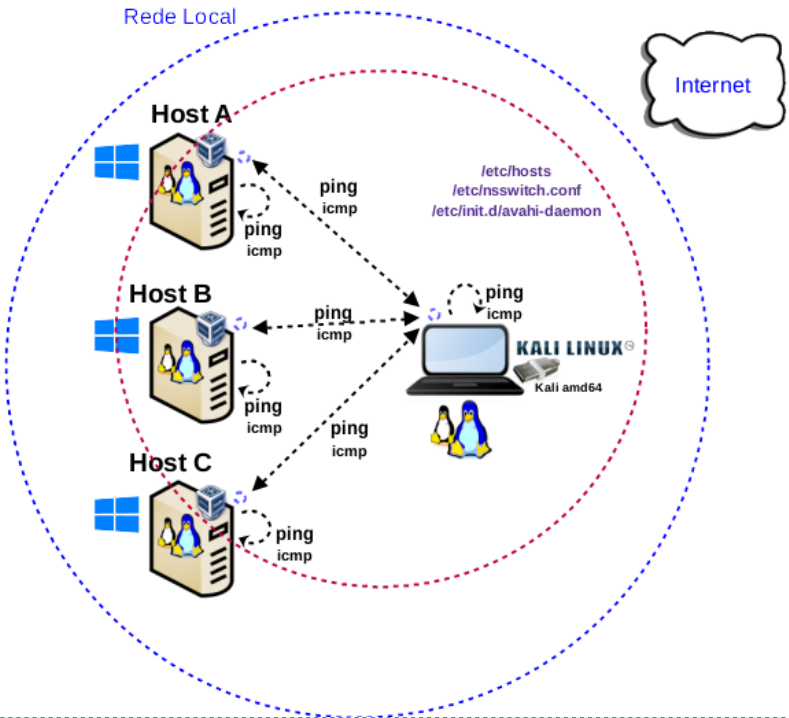 Rede Local
Internet
Host A
/etc/hosts
/etc/nsswitch.conf
/etc/init.d/avahi-daemon
ping
icmp
ping
icmp
Host B
ping
icmp
ping
icmp
KALI LINUX
Kali amd64
ping
icmp
ping
icmp
Host C
ping
icmp